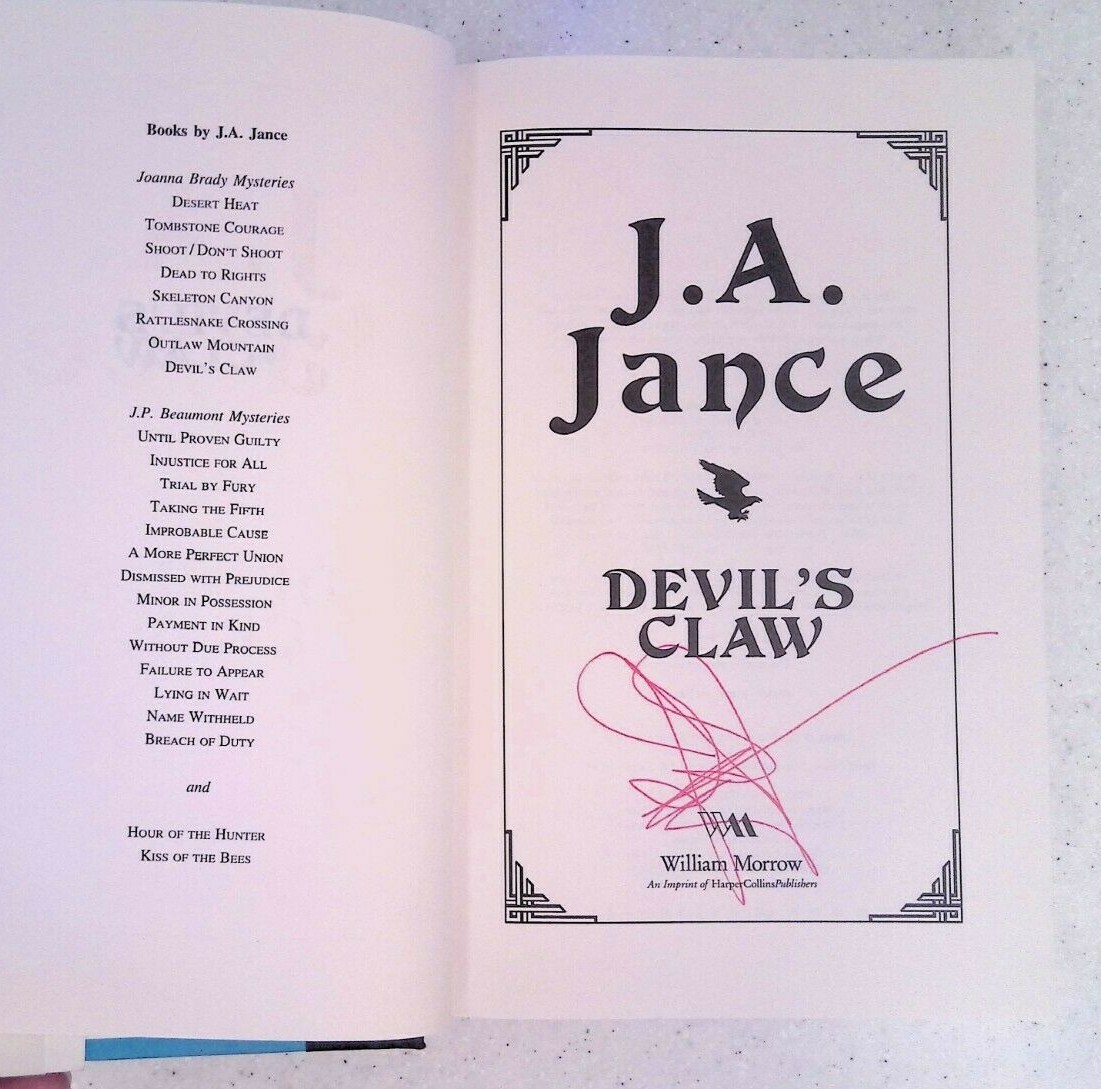 Books by J.A. Jance
Joanna Brady Mysteries
DESERT HEAT
TOMBSTONE COURAGE
SHOOT / DON'T SHOOT
DEAD TO RIGHTS
SKELETON CANYON
RATTLESNAKE CROSSING
OUTLAW MOUNTAIN
DEVIL'S CLAW
J.P. Beaumont Mysteries
UNTIL PROVEN GUILTY
INJUSTICE FOR ALL
TRIAL BY FURY
TAKING THE FIFTH
IMPROBABLE CAUSE
A MORE PERFECT UNION
DISMISSED WITH PREJUDICE
MINOR IN POSSESSION
PAYMENT IN KIND
WITHOUT DUE PROCESS
FAILURE TO APPEAR
LYING IN WAIT
NAME WITHHELD
BREACH OF DUTY
and
HOUR OF THE HUNTER
KISS OF THE BEES
J.A.
Jance
DEVIL'S
CLAW
WM
William Morrow
An Imprint of HarperCollinsPublishers